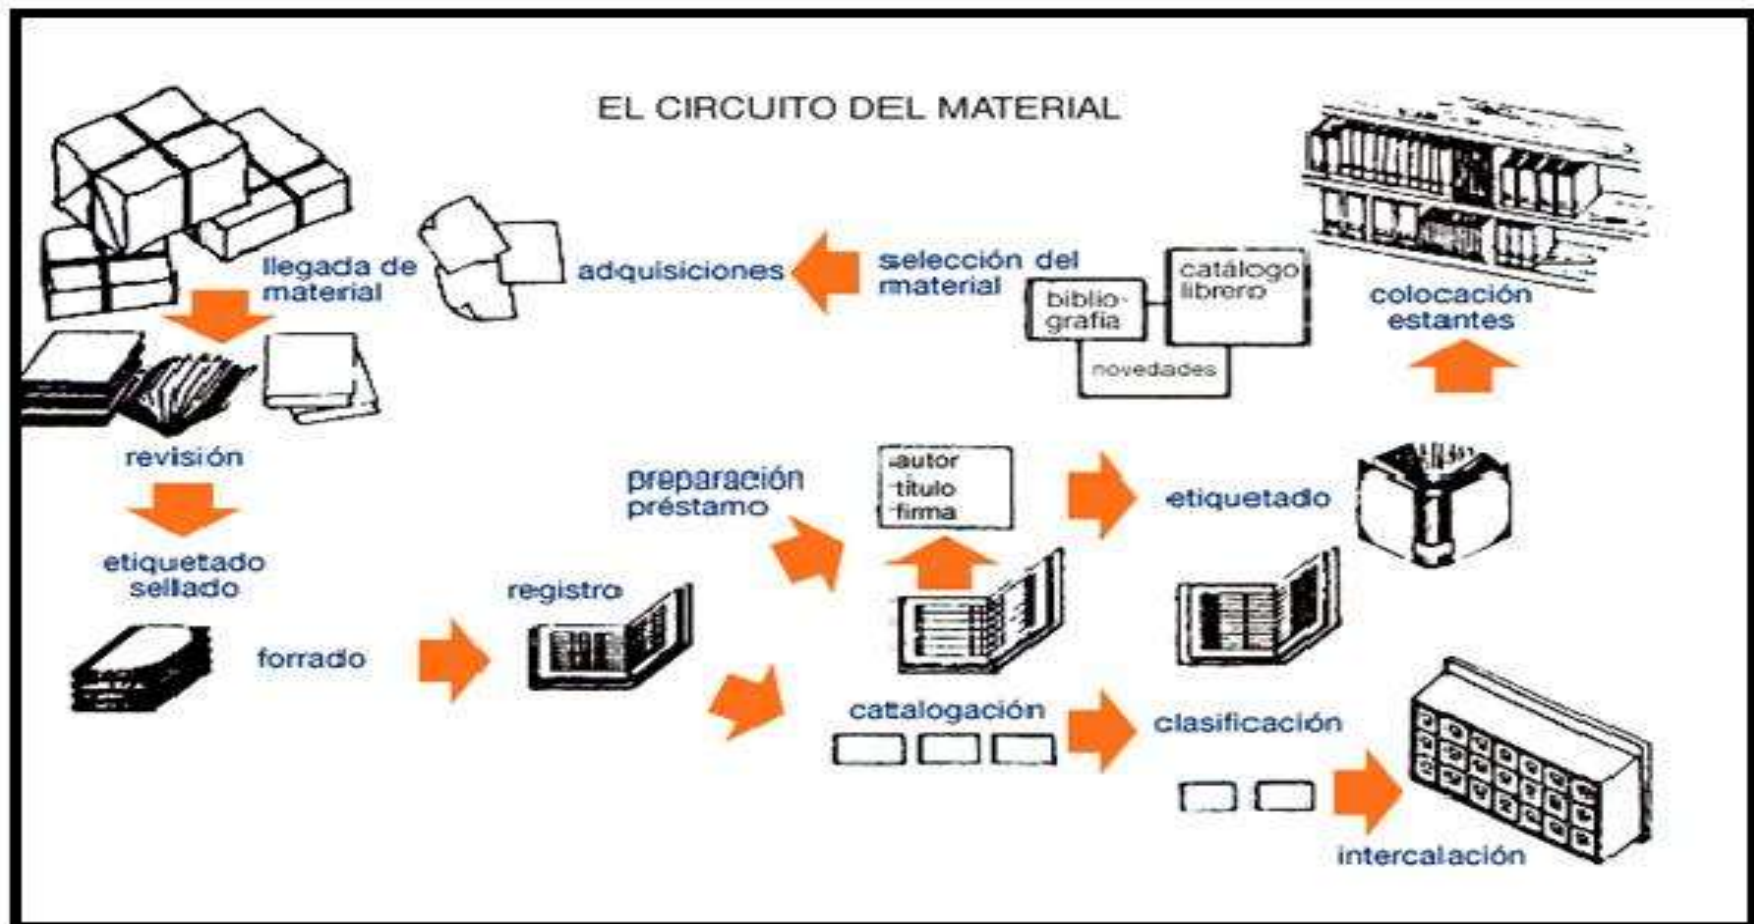 EL CIRCUITO DEL MATERIAL
llegada de
material
adquisiciones
selección del
material
biblio-
grafía
catálogo
librero
novedades
colocación
estantes
revisión
etiquetado
sellado
forrado
registro
preparación
préstamo
-autor
-título
-firma
etiquetado
catalogación
clasificación
intercalación